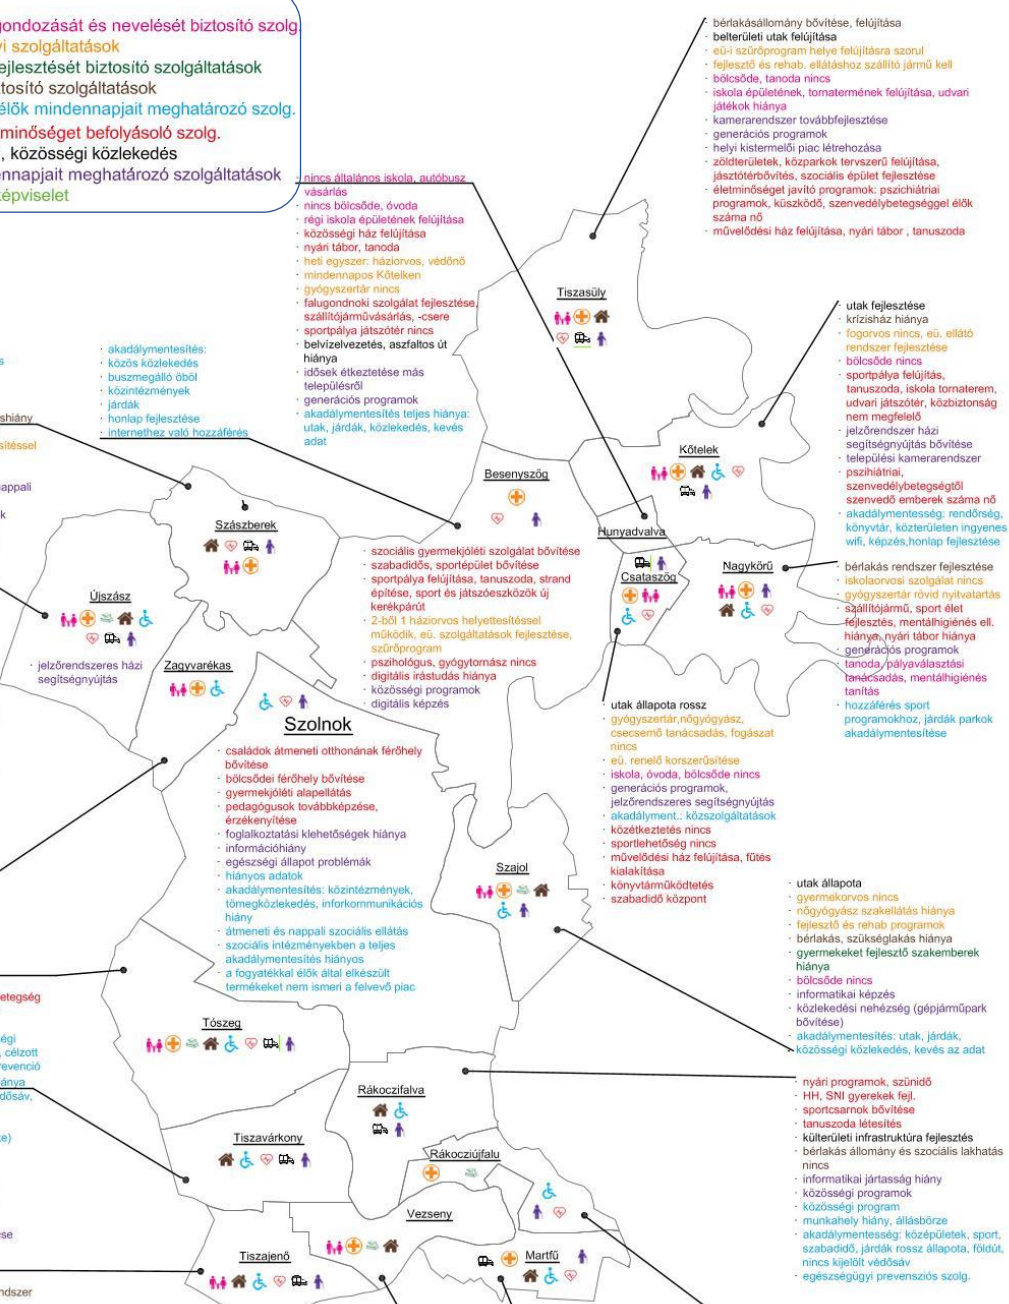 gondozását és nevelését biztosító szolg.
yi szolgáltatások
ejlesztését biztosító szolgáltatások
tosító szolgáltatások
élők mindennapjait meghatározó szolg.
minőséget befolyásoló szolg.
, közösségi közlekedés
ennapjait meghatározó szolgáltatások
képviselet
· bérlakásállomány bővítése, felújítása
· belterületi utak felújítása
· eü-i szűrőprogram helye felújításra szorul
· fejlesztő és rehab. ellátáshoz szállító jármű kell
· bölcsőde, tanoda nincs
· iskola épületének, tornatermének felújítása, udvari
játékok hiánya
· kamerarendszer továbbfejlesztése
· generációs programok
· helyi kistermelői piac létrehozása
· zöldterületek, közparkok tervszerű felújítása,
jásztótérbővítés, szociális épület fejlesztése
· életminőséget javító programok: pszichiátriai
programok, küszködő, szenvedélybetegséggel élők
száma nő
· művelődési ház felújítása, nyári tábor , tanuszoda
· nincs általános iskola, autóbusz
vásárlás
· nincs bölcsőde, óvoda
· régi iskola épületének felújítása
· közösségi ház felújítása
· nyári tábor, tanoda
· heti egyszer: háziorvos, védőnő
· mindennapos Kőtelken
· gyógyszertár nincs
· falugondnoki szolgálat fejlesztése,
szállítójárművásárlás, -csere
· sportpálya játszótér nincs
· belvízelvezetés, aszfaltos út
hiánya
· idősek étkeztetése más
településről
· generációs programok
· akadálymentesítés teljes hiánya:
utak, járdák, közlekedés, kevés
adat
· akadálymentesítés:
· közös közlekedés
· buszmegálló öböl
· közintézmények
· járdák
· honlap fejlesztése
· internethez való hozzáférés
s
shiány
sítéssel
nappali
k
Tiszasüly
· utak fejlesztése
· krízisház hiánya
· fogorvos nincs, eü. ellátó
rendszer fejlesztése
· bölcsőde nincs
· sportpálya felújítás,
tanuszoda, iskola tornaterem,
udvari játszótér, közbiztonság
nem megfelelő
· jelzőrendszer házi
segítségnyújtás bővítése
· települési kamerarendszer
· pszihiátriai,
szenvedélybetegségtől
szenvedő emberek száma nő
· akadálymentesség: rendőrség,
könyvtár, közterületen ingyenes
wifi, képzés,honlap fejlesztése
Kőtelek
Besenyszög
Hunyadvalva
Szászberek
Csataszög
Nagykörű
Újszász
Zagyvarékas
· szociális gyermekjóléti szolgálat bővítése
· szabadidős, sportépület bővítése
· sportpálya felújítása, tanuszoda, strand
építése, sport és játszóeszközök új
kerékpárút
· 2-ből 1 háziorvos helyettesítéssel
működik, eü. szolgáltatások fejlesztése,
szűrőprogram
· pszihológus, gyógytornász nincs
· digitális írástudás hiánya
· közösségi programok
· digitális képzés
· bérlakás rendszer fejlesztése
· iskolaorvosi szolgálat nincs
· gyógyszertár rövid nyitvatartás
· szállítójármű, sport élet
fejlesztés, mentálhigiénés ell.
hiánya, nyári tábor hiánya
· generációs programok
· tanoda, pályaválasztási
tanácsadás, mentálhigiénés
tanítás
· hozzáférés sport
programokhoz, járdák parkok
akadálymentesítése
· jelzőrendszeres házi
segítségnyújtás
Szolnok
· családok átmeneti otthonának férőhely
bővítése
· bölcsődei férőhely bővítése
· gyermekjóléti alapellátás
· pedagógusok továbbképzése,
érzékenyítése
· foglalkoztatási klehetőségek hiánya
· információhiány
· egészségi állapot problémák
· hiányos adatok
· akadálymentesítés: közintézmények,
tömegközlekedés, inforkommunikációs
hiány
· átmeneti és nappali szociális ellátás
· szociális intézményekben a teljes
akadálymentesítés hiányos
· a fogyatékkal élők által elkészült
termékeket nem ismeri a felvevő piac
· utak állapota rossz
· gyógyszertár,nőgyógyász,
csecsemő tanácsadás, fogászat
nincs
· eü. renelő korszerűsítése
· iskola, óvoda, bölcsőde nincs
· generációs programok,
jelzőrendszeres segítségnyújtás
· akadályment.: közszolgáltatások
· közétkeztetés nincs
· sportlehetőség nincs
· művelődési ház felújítása, fűtés
kialakítása
· könyvtárműködtetés
· szabadidő központ
Szajol
· utak állapota
· gyermekorvos nincs
· nőgyógyász szakellátás hiánya
· fejlesztő és rehab programok
· bérlakás, szükséglakás hiánya
· gyermekeket fejlesztő szakemberek
hiánya
· bölcsőde nincs
· informatikai képzés
· közlekedési nehézség (gépjárműpark
bővítése)
· akadálymentesítés: utak, járdák,
közösségi közlekedés, kevés az adat
etegség
égi
, célzott
revenció
ánya
dősáv,
e)
ése
ndszer
Tószeg
Rákoczifalva
Tiszavárkony
Rákocziújfalu
Vezseny
Tiszajenő
Martfű
· nyári programok, szünidő
· HH, SNI gyerekek fejl.
· sportcsarnok bővítése
· tanuszoda létesítés
· külterületi infrastruktúra fejlesztés
· bérlakás állomány és szociális lakhatás
nincs
· informatikai jártasság hiány
· közösségi programok
· közösségi program
· munkahely hiány, állásbörze
· akadálymentesség: középületek, sport,
szabadidő, járdák rossz állapota, földút,
nincs kijelölt védősáv
· egészségügyi prevensziós szolg.